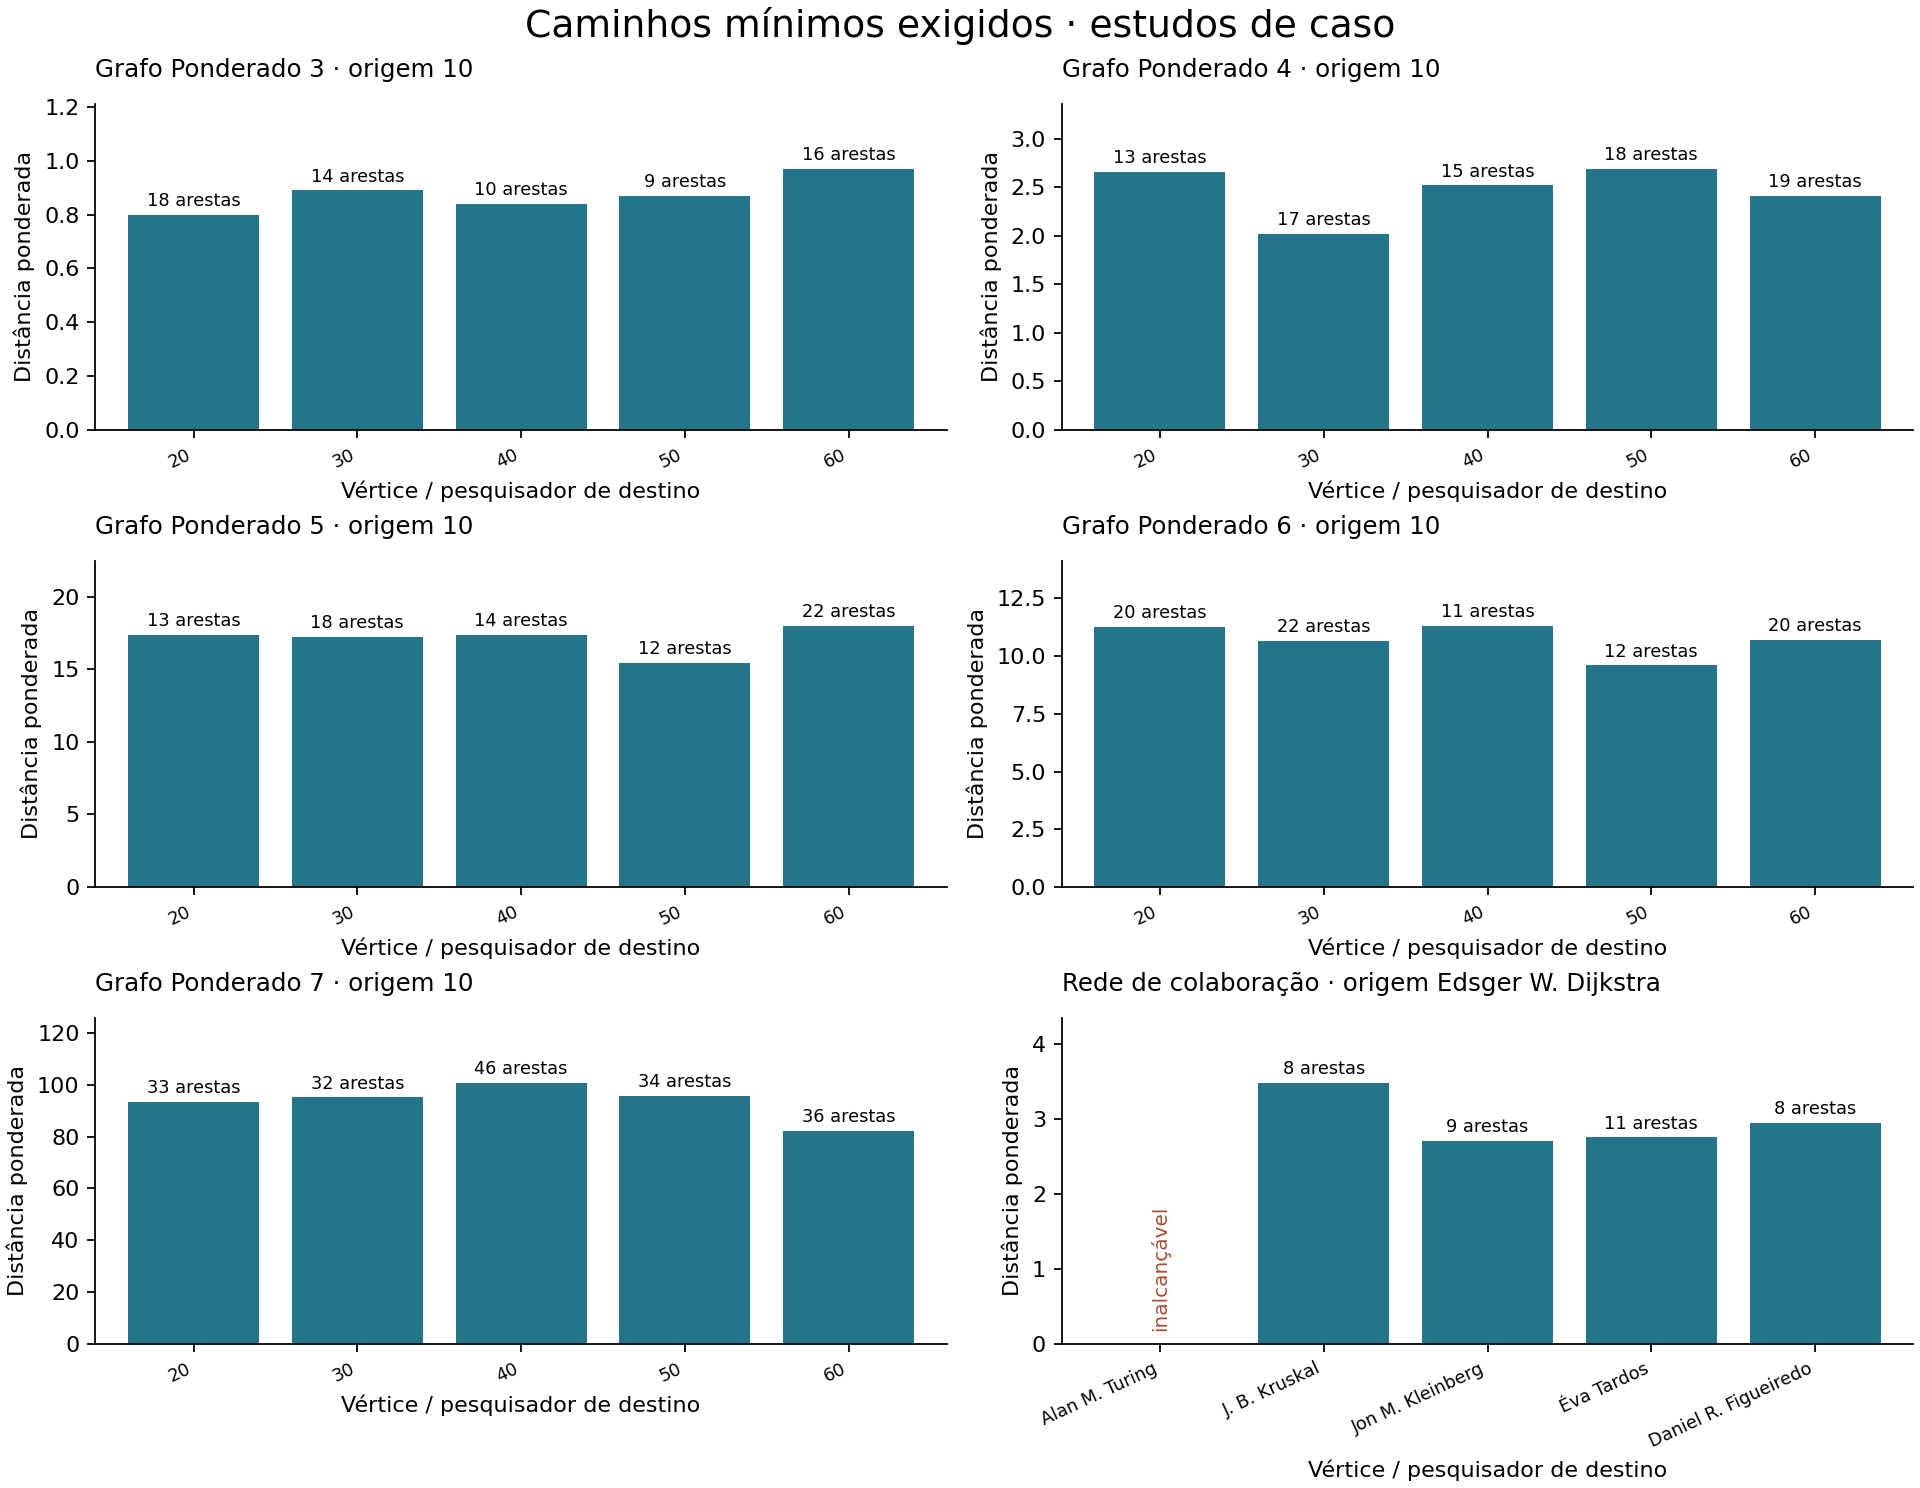 Caminhos mínimos exigidos · estudos de caso
Grafo Ponderado 3 · origem 10
Distância ponderada
1.2
1.0
0.8
0.6
0.4
0.2
0.0
18 arestas
14 arestas
10 arestas
9 arestas
16 arestas
20
30
40
50
60
Vértice / pesquisador de destino
Grafo Ponderado 4 · origem 10
Distância ponderada
3.0
2.5
2.0
1.5
1.0
0.5
0.0
13 arestas
17 arestas
15 arestas
18 arestas
19 arestas
20
30
40
50
60
Vértice / pesquisador de destino
Grafo Ponderado 5 · origem 10
Distância ponderada
20
15
10
5
0
13 arestas
18 arestas
14 arestas
12 arestas
22 arestas
20
30
40
50
60
Vértice / pesquisador de destino
Grafo Ponderado 6 · origem 10
Distância ponderada
12.5
10.0
7.5
5.0
2.5
0.0
20 arestas
22 arestas
11 arestas
12 arestas
20 arestas
20
30
40
50
60
Vértice / pesquisador de destino
Grafo Ponderado 7 · origem 10
Distância ponderada
120
100
80
60
40
20
0
33 arestas
32 arestas
46 arestas
34 arestas
36 arestas
20
30
40
50
60
Vértice / pesquisador de destino
Rede de colaboração · origem Edsger W. Dijkstra
Distância ponderada
4
3
2
1
0
inalcançável
8 arestas
9 arestas
11 arestas
8 arestas
Alan M. Turing
J. B. Kruskal
Jon M. Kleinberg
Éva Tardos
Daniel R. Figueiredo
Vértice / pesquisador de destino